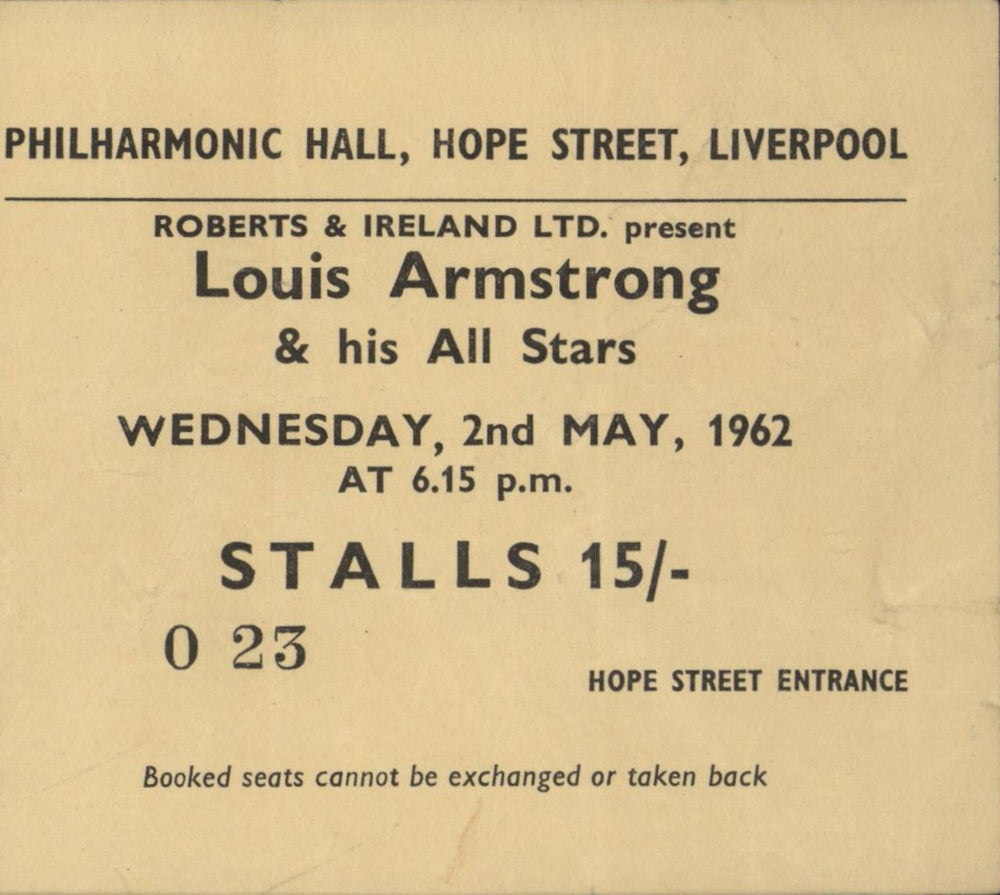 PHILHARMONIC HALL, HOPE STREET, LIVERPOOL
ROBERTS & IRELAND LTD. present
Louis Armstrong
& his All Stars
WEDNESDAY, 2nd MAY, 1962
AT 6.15 p.m.
STALLS 15/-
O 23
HOPE STREET ENTRANCE
Booked seats cannot be exchanged or taken back